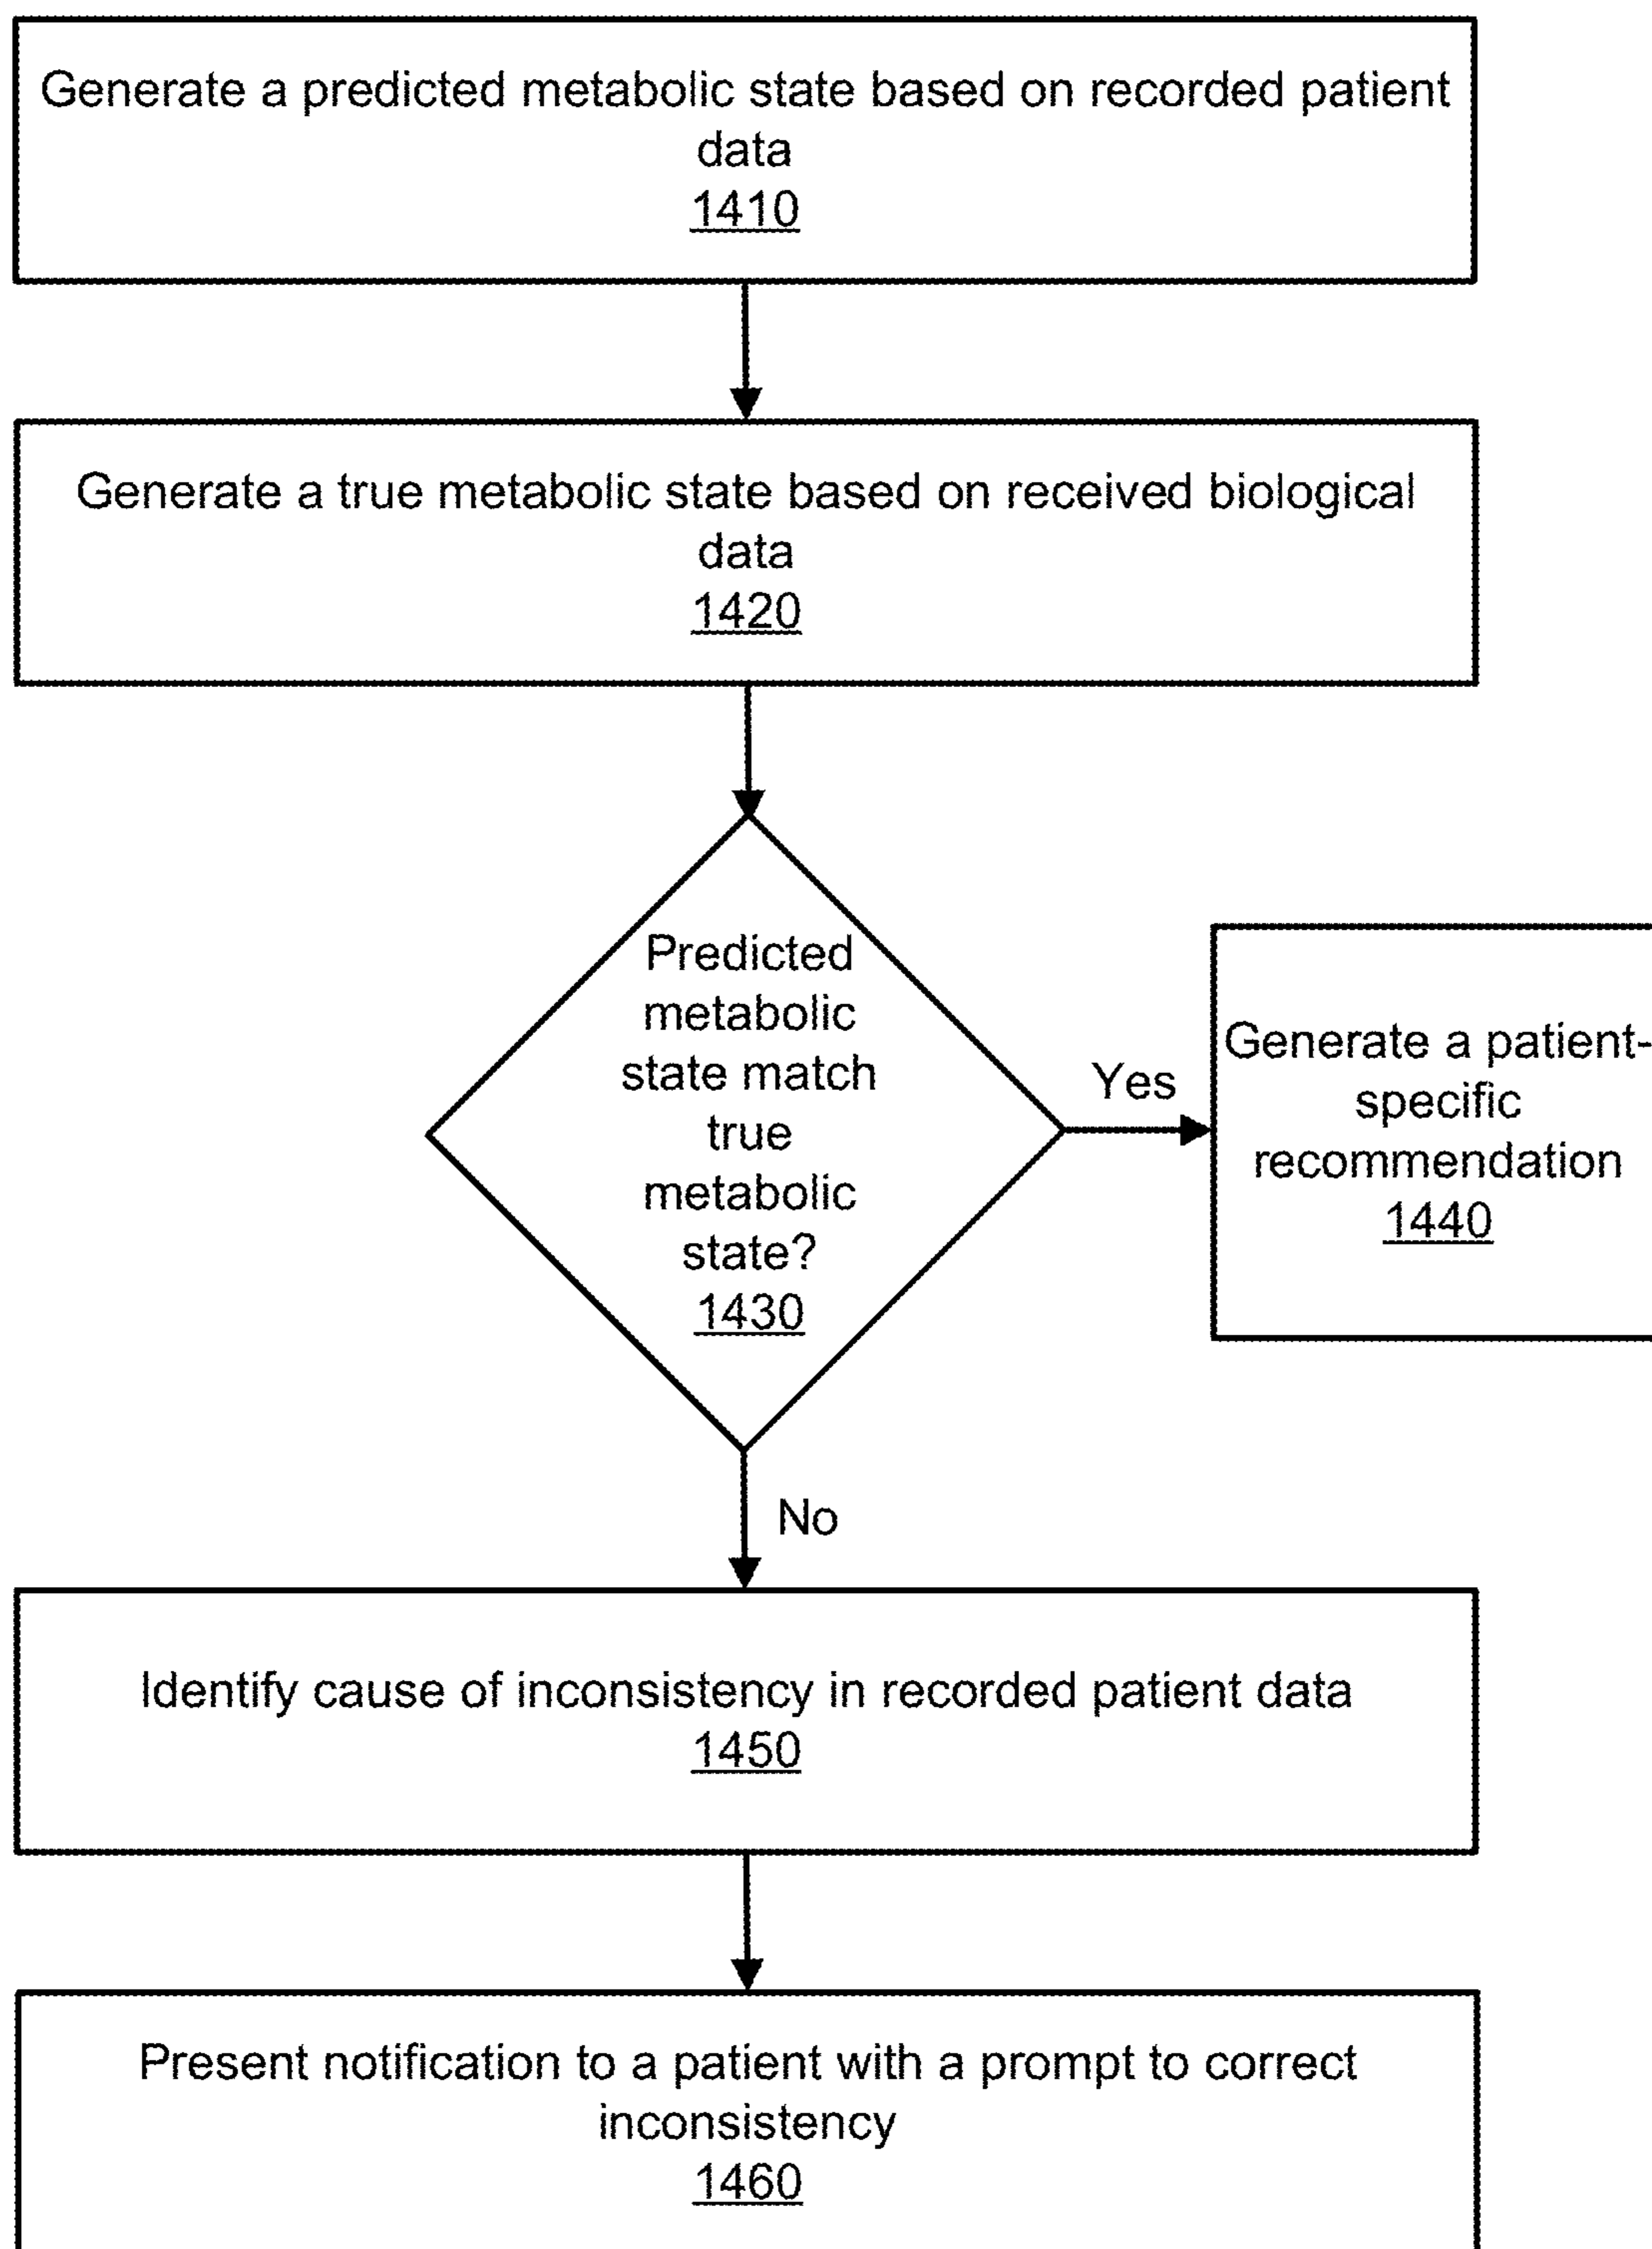 Generate a predicted metabolic state based on recorded patient
data
1410
Generate a true metabolic state based on received biological
data
1420
Predicted
metabolic
state match
true
metabolic
state?
1430
Yes
Generate a patient-
specific
recommendation
1440
No
Identify cause of inconsistency in recorded patient data
1450
Present notification to a patient with a prompt to correct
inconsistency
1460